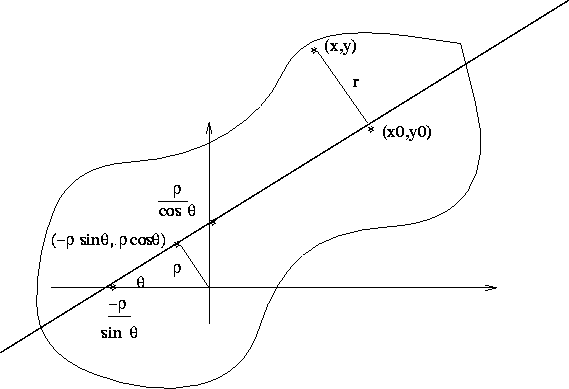 (x,y)
r
(x0,y0)
ρ
cos θ
(-ρ sinθ, ρ cosθ)
ρ
θ
-ρ
sin θ